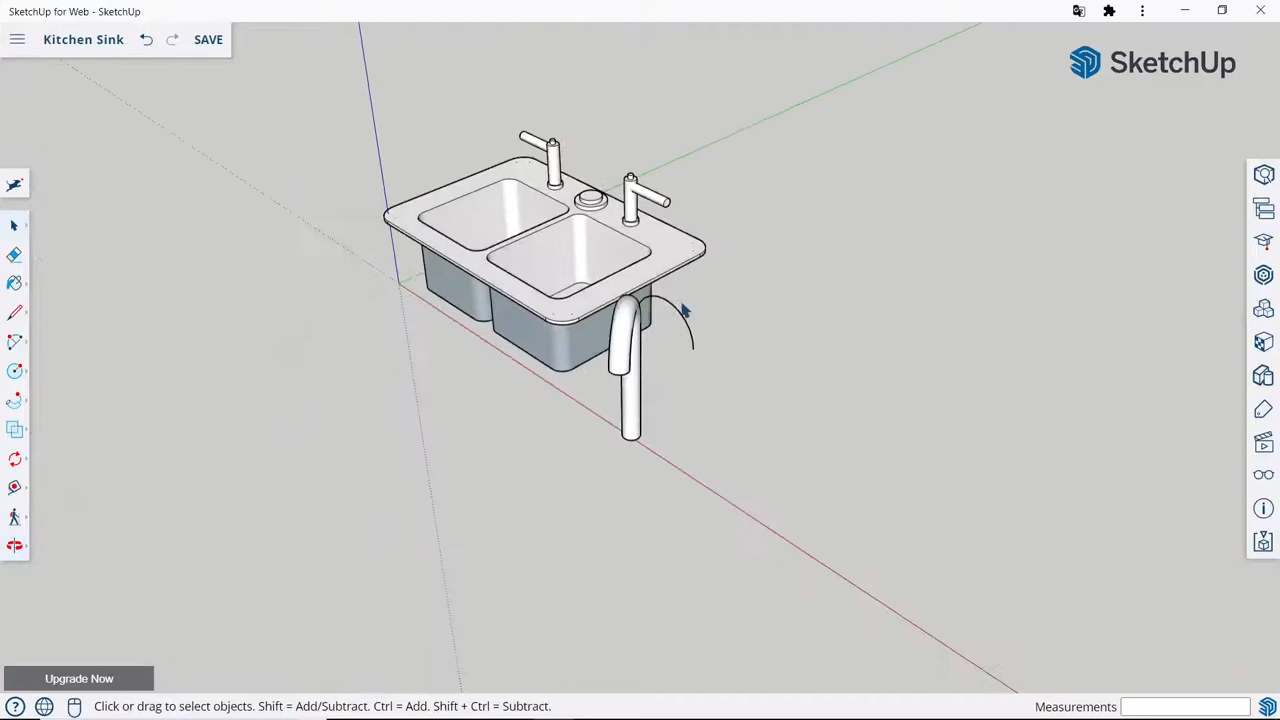 SketchUp for Web - SketchUp
Kitchen Sink
SAVE
SketchUp
Upgrade Now
Click or drag to select objects. Shift = Add/Subtract. Ctrl = Add. Shift + Ctrl = Subtract.
Measurements